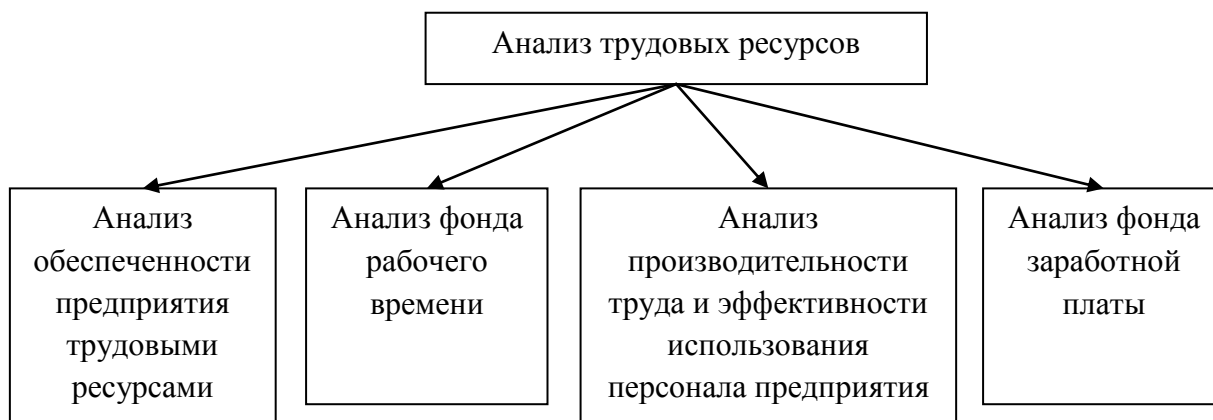 Анализ трудовых ресурсов
Анализ
обеспеченности
предприятия
трудовыми
ресурсами
Анализ фонда
рабочего
времени
Анализ
производительности
труда и эффективности
использования
персонала предприятия
Анализ фонда
заработной
платы